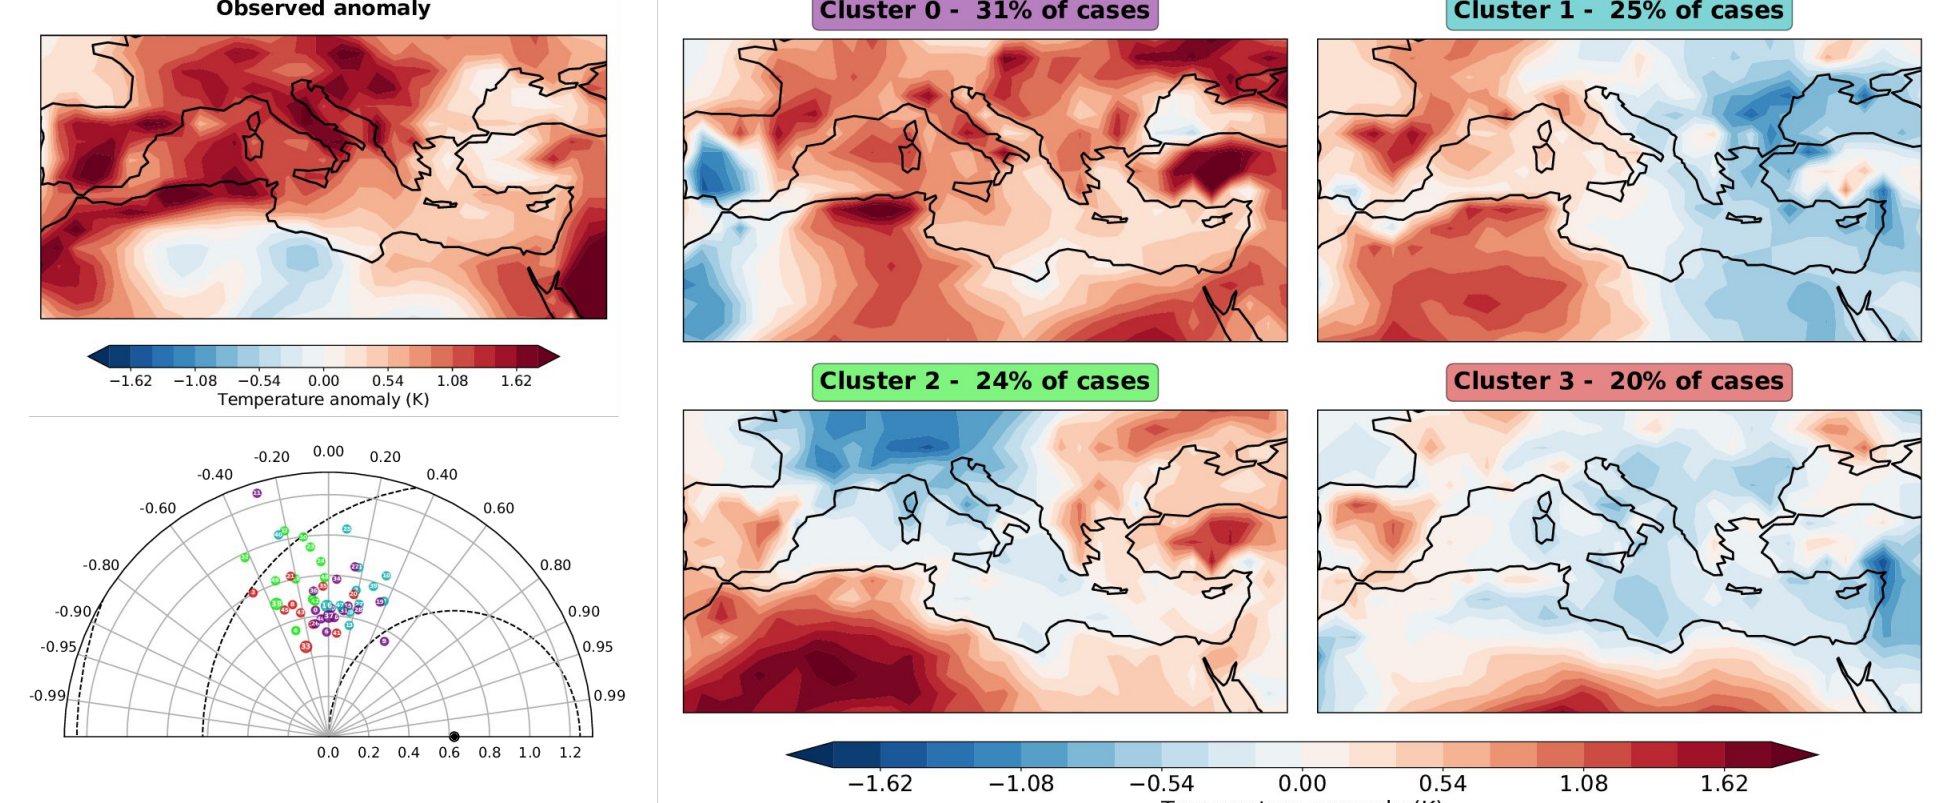 Observed anomaly
−1.62 −1.08 −0.54 0.00 0.54 1.08 1.62
Temperature anomaly (K)
Cluster 0 - 31% of cases
Cluster 1 - 25% of cases
Cluster 2 - 24% of cases
Cluster 3 - 20% of cases
-0.99 -0.95 -0.90 -0.80 -0.60 -0.40 -0.20 0.00 0.20 0.40 0.60 0.80 0.90 0.95 0.99
0.0 0.2 0.4 0.6 0.8 1.0 1.2
−1.62 −1.08 −0.54 0.00 0.54 1.08 1.62